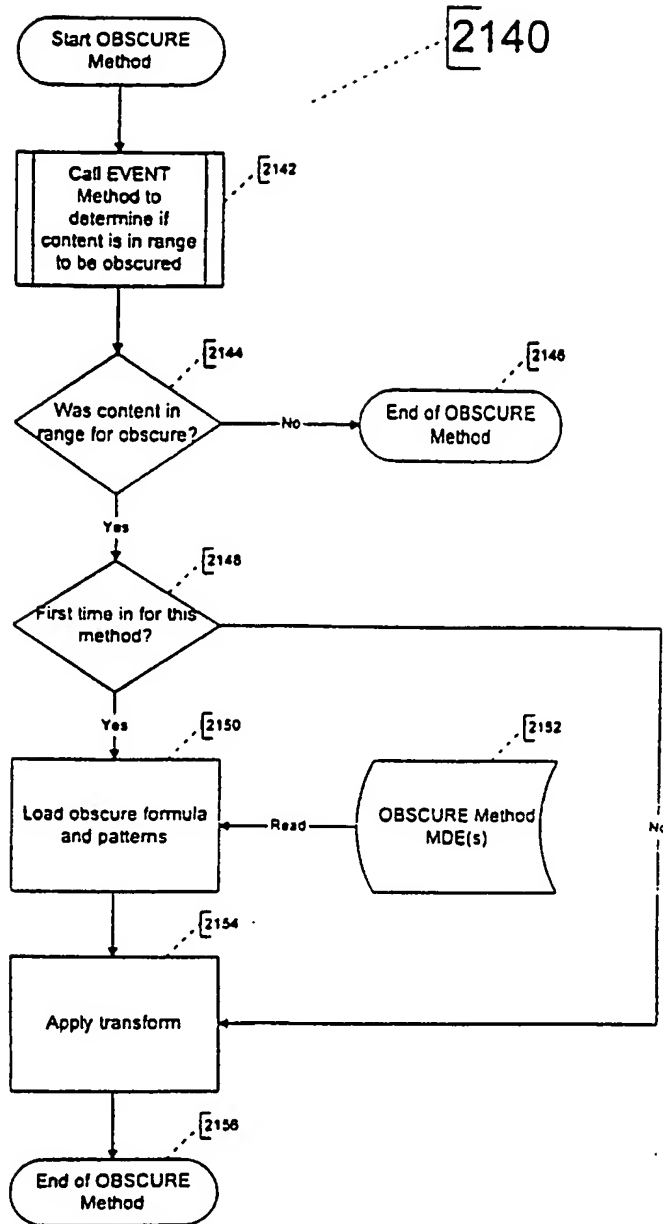 Start OBSCURE
Method
2140
Call EVENT
Method to
determine if
content is in range
to be obscured
2142
2144
Was content in
range for obscure?
No
2146
End of OBSCURE
Method
Yes
2148
First time in for this
method?
Yes
No
2150
Load obscure formula
and patterns
Read
2152
OBSCURE Method
MDE(s)
2154
Apply transform
2156
End of OBSCURE
Method